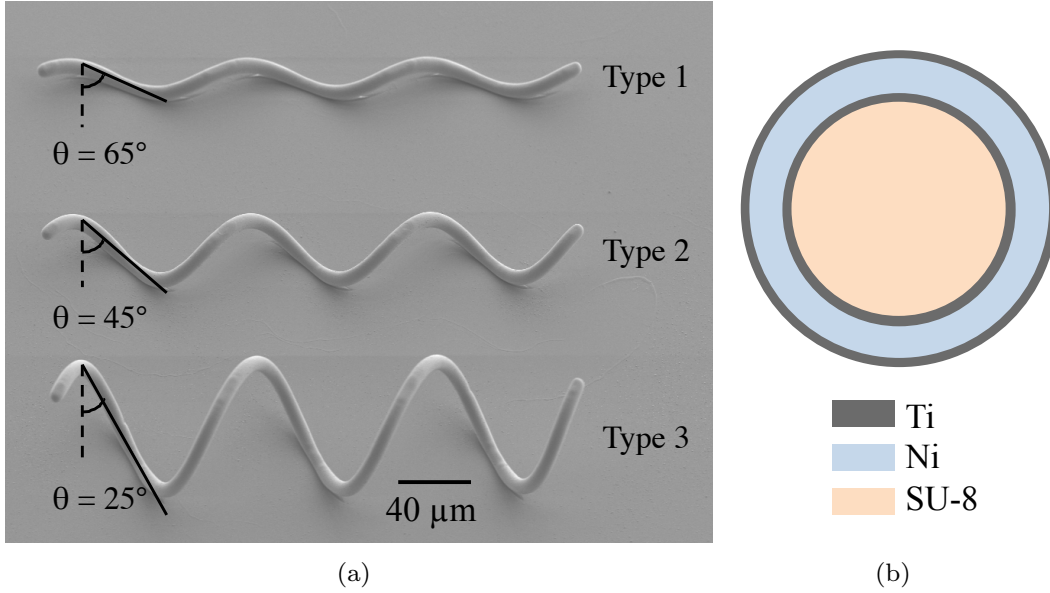 Type 1
θ = 65°
Type 2
θ = 45°
Type 3
θ = 25°
40 µm
(a)
Ti
Ni
SU-8
(b)